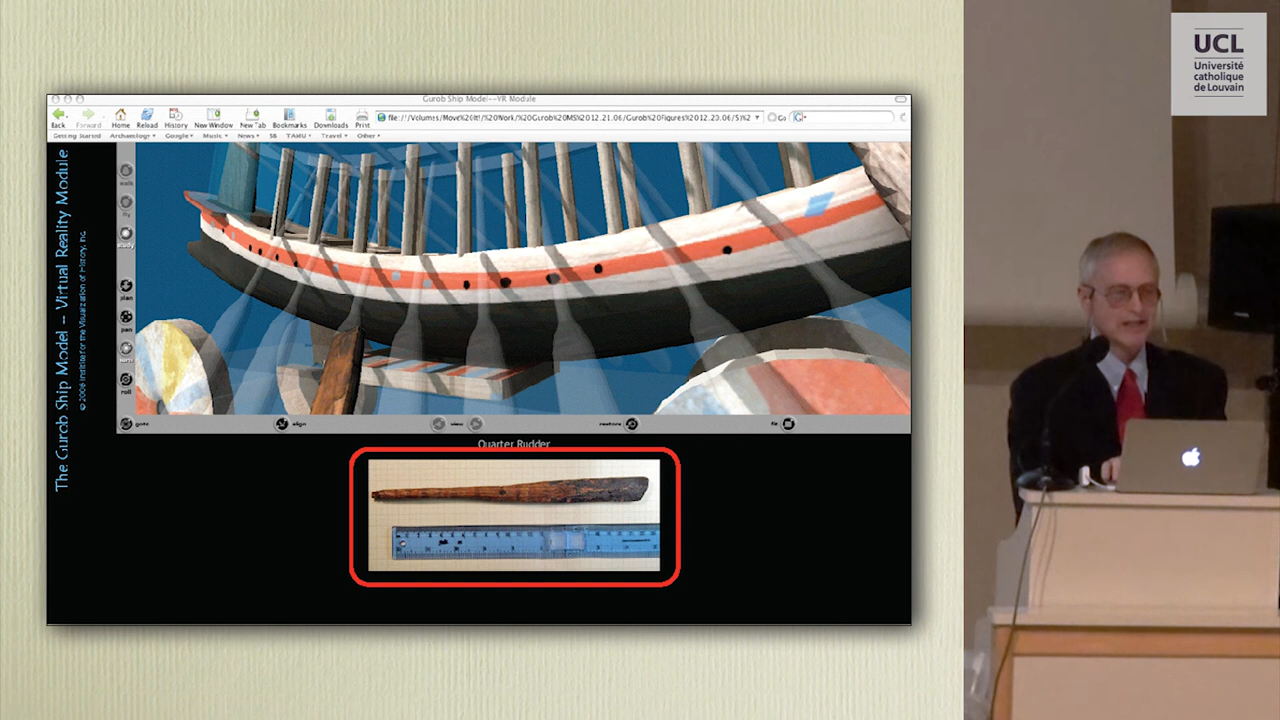 UCL
Université
catholique
de Louvain
Gurob Ship Model--VR Module
Back
Forward
Home
Reload
History
New Window
New Tab
Bookmarks
Downloads
Print
Getting Started
Archaeology
Google
Music
News
SB
TAMU
Travel
Other
The Gurob Ship Model -- Virtual Reality Module:
© 2006 Institute for the Visualization of History, Inc.
walk
fly
study
plan
pan
turn
roll
goto
align
view
restore
fit
Quarter Rudder